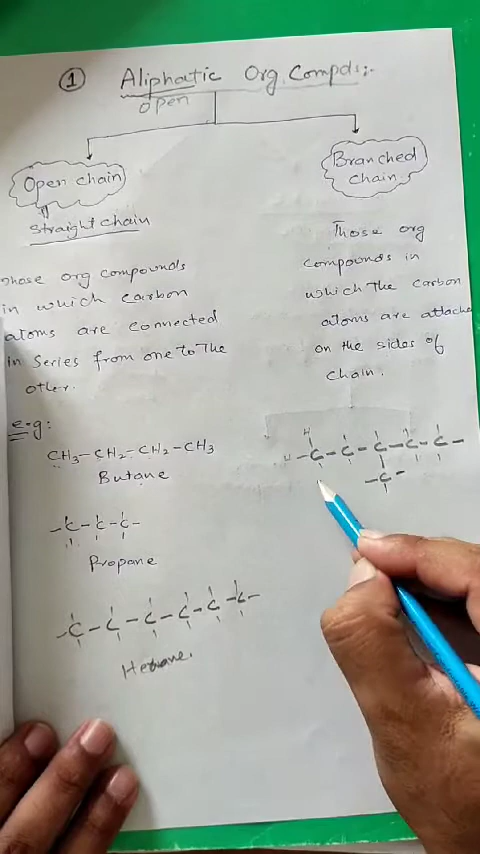 1 Aliphatic Org. Compds:-
open
Open chain
Straight chain
Those org compounds
in which carbon
atoms are connected
in Series from one to The
other.
e.g:
CH3-CH2-CH2-CH3
Butane
-C-C-C-
Propane
-C-C-C-C-C-C-
Hexane.
Branched
chain.
Those org
compounds in
which The carbon
atoms are attache
on the sides of
chain.
H
H-C-C-C-C-C-
-C-